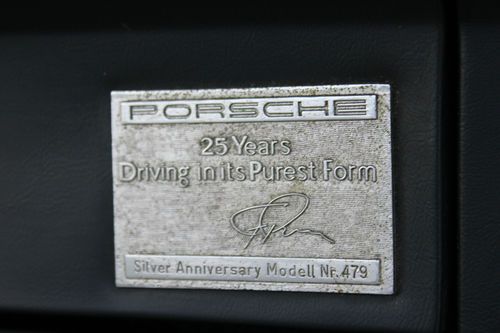 PORSCHE
25 Years
Driving in its Purest Form
Silver Anniversary Modell Nr. 479